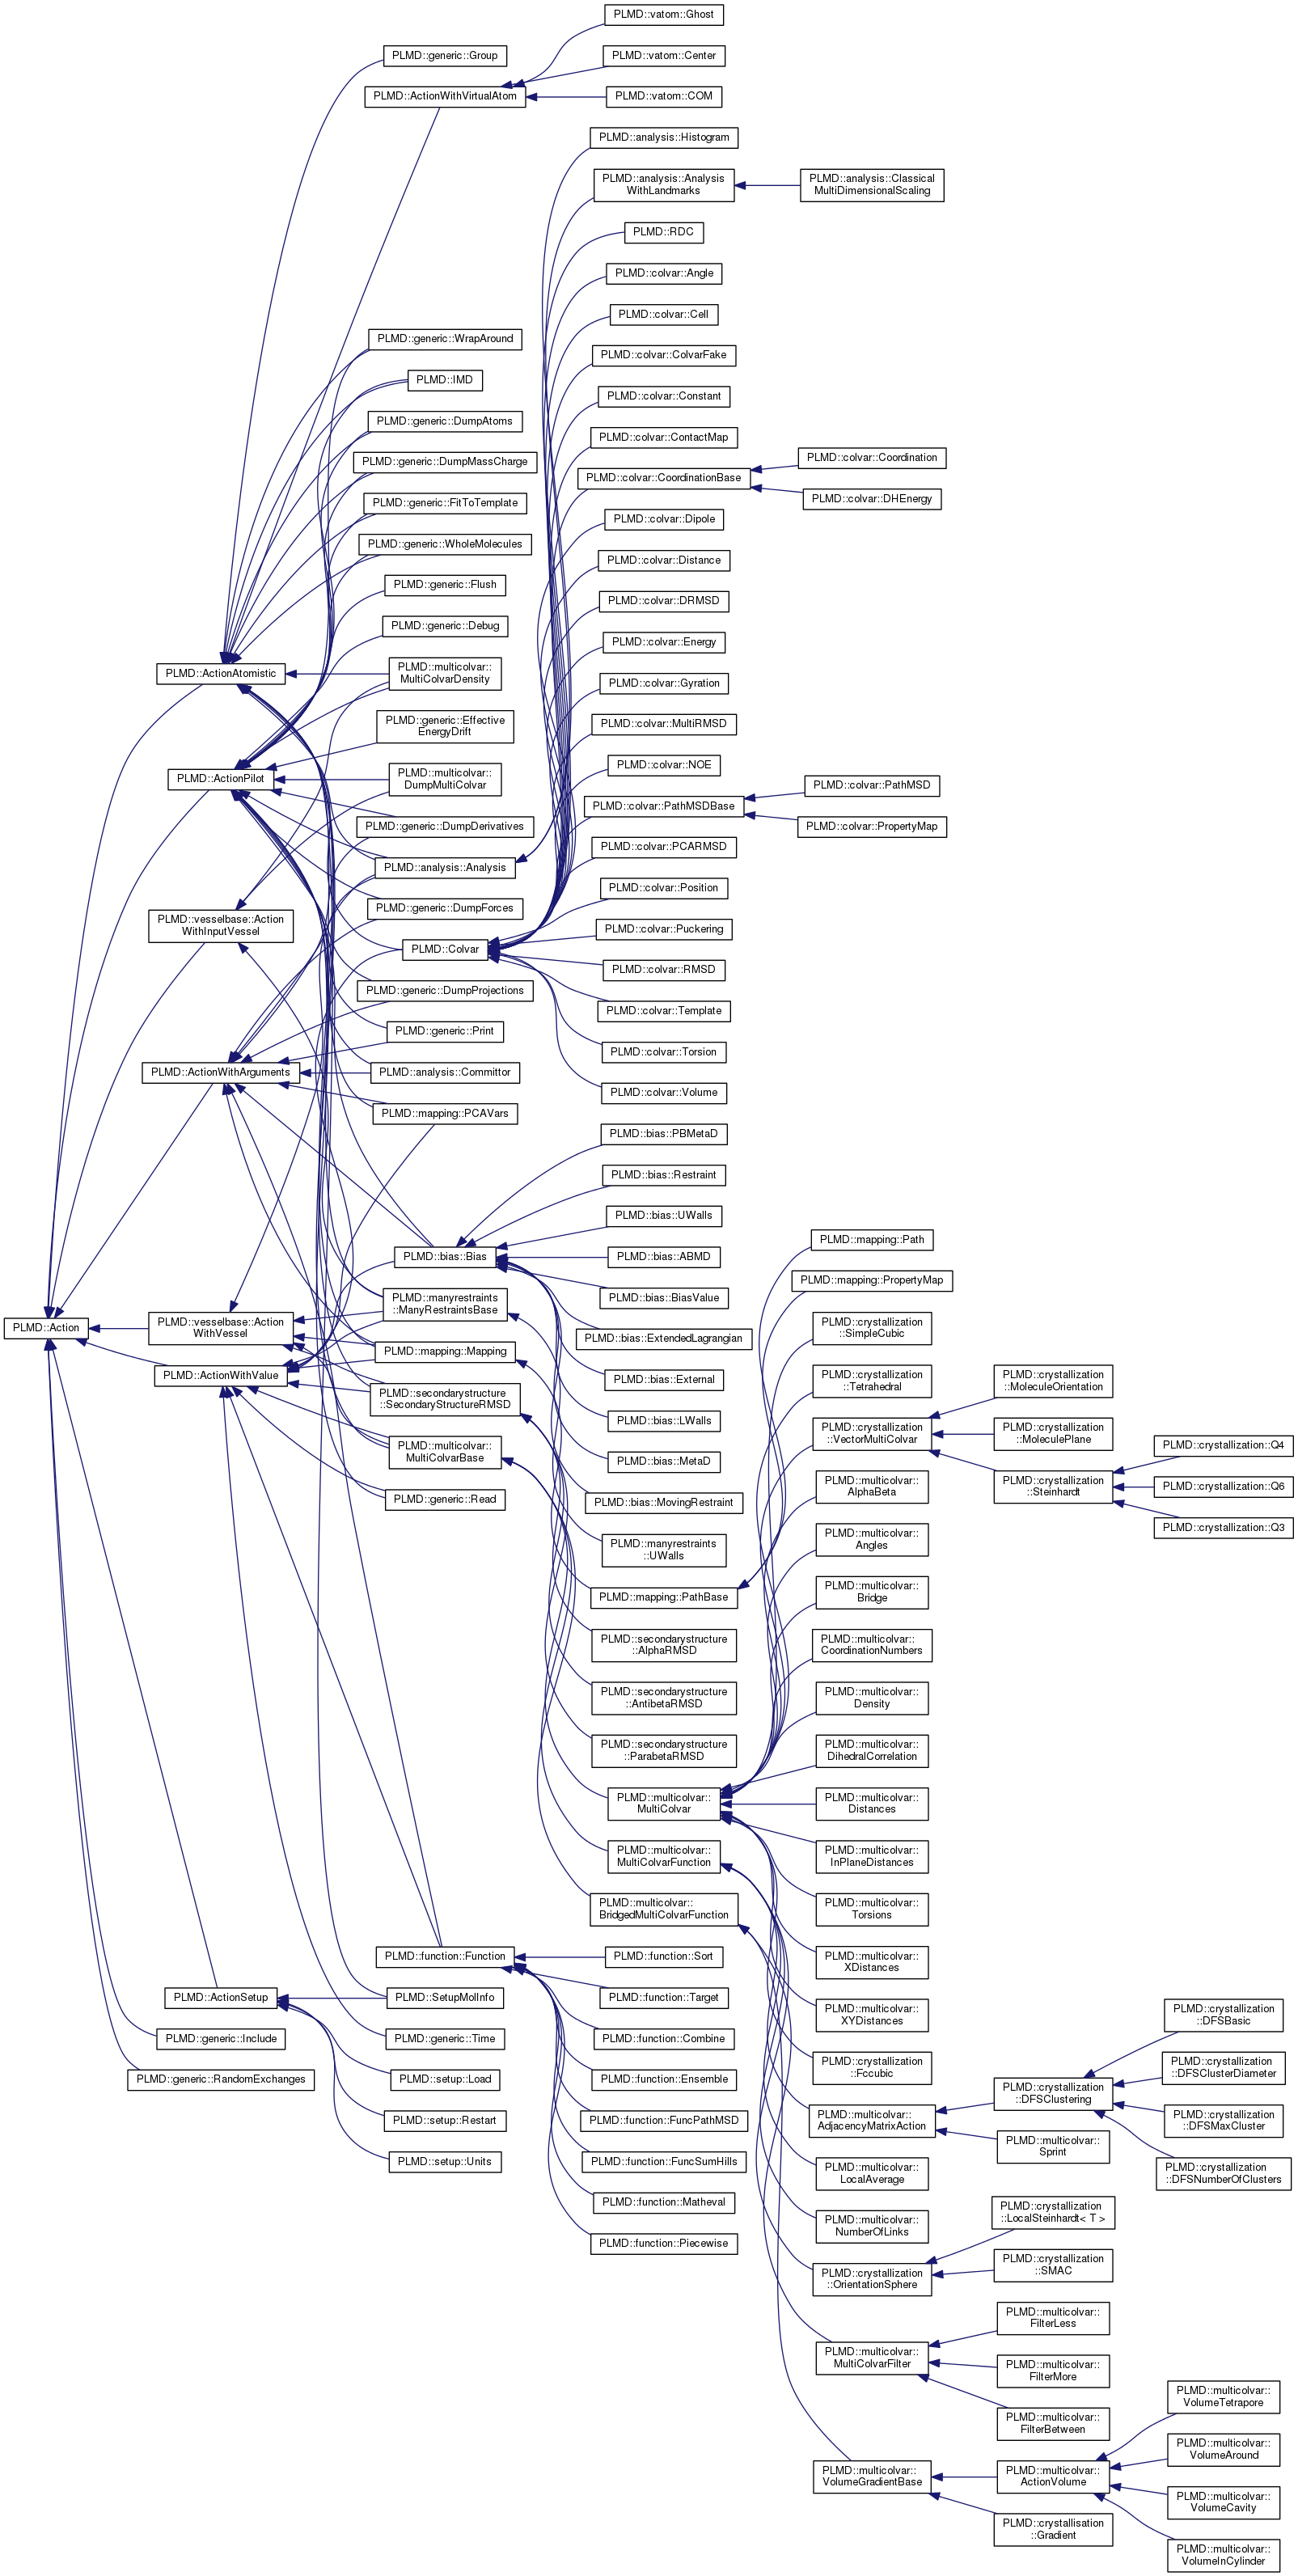 PLMD::vatom::Ghost
PLMD::generic::Group
PLMD::vatom::Center
PLMD::ActionWithVirtualAtom
PLMD::vatom::COM
PLMD::analysis::Histogram
PLMD::analysis::Analysis
WithLandmarks
PLMD::analysis::Classical
MultiDimensionalScaling
PLMD::RDC
PLMD::colvar::Angle
PLMD::colvar::Cell
PLMD::generic::WrapAround
PLMD::colvar::ColvarFake
PLMD::IMD
PLMD::colvar::Constant
PLMD::generic::DumpAtoms
PLMD::colvar::ContactMap
PLMD::generic::DumpMassCharge
PLMD::colvar::CoordinationBase
PLMD::colvar::Coordination
PLMD::colvar::DHEnergy
PLMD::generic::FitToTemplate
PLMD::colvar::Dipole
PLMD::generic::WholeMolecules
PLMD::colvar::Distance
PLMD::generic::Flush
PLMD::colvar::DRMSD
PLMD::generic::Debug
PLMD::colvar::Energy
PLMD::ActionAtomistic
PLMD::multicolvar::
MultiColvarDensity
PLMD::colvar::Gyration
PLMD::generic::Effective
EnergyDrift
PLMD::colvar::MultiRMSD
PLMD::ActionPilot
PLMD::multicolvar::
DumpMultiColvar
PLMD::colvar::NOE
PLMD::colvar::PathMSDBase
PLMD::colvar::PathMSD
PLMD::colvar::PropertyMap
PLMD::generic::DumpDerivatives
PLMD::colvar::PCARMSD
PLMD::analysis::Analysis
PLMD::colvar::Position
PLMD::vesselbase::Action
WithInputVessel
PLMD::generic::DumpForces
PLMD::colvar::Puckering
PLMD::Colvar
PLMD::colvar::RMSD
PLMD::generic::DumpProjections
PLMD::colvar::Template
PLMD::generic::Print
PLMD::colvar::Torsion
PLMD::ActionWithArguments
PLMD::analysis::Committor
PLMD::colvar::Volume
PLMD::mapping::PCAVars
PLMD::bias::PBMetaD
PLMD::bias::Restraint
PLMD::bias::UWalls
PLMD::bias::Bias
PLMD::bias::ABMD
PLMD::mapping::Path
PLMD::bias::BiasValue
PLMD::mapping::PropertyMap
PLMD::manyrestraints
::ManyRestraintsBase
PLMD::Action
PLMD::vesselbase::Action
WithVessel
PLMD::bias::ExtendedLagrangian
PLMD::crystallization
::SimpleCubic
PLMD::mapping::Mapping
PLMD::ActionWithValue
PLMD::bias::External
PLMD::crystallization
::Tetrahedral
PLMD::crystallization
::MoleculeOrientation
PLMD::secondarystructure
::SecondaryStructureRMSD
PLMD::bias::LWalls
PLMD::crystallization
::VectorMultiColvar
PLMD::crystallization
::MoleculePlane
PLMD::multicolvar::
MultiColvarBase
PLMD::bias::MetaD
PLMD::crystallization::Q4
PLMD::multicolvar::
AlphaBeta
PLMD::crystallization
::Steinhardt
PLMD::crystallization::Q6
PLMD::generic::Read
PLMD::bias::MovingRestraint
PLMD::crystallization::Q3
PLMD::manyrestraints
::UWalls
PLMD::multicolvar::
Angles
PLMD::mapping::PathBase
PLMD::multicolvar::
Bridge
PLMD::secondarystructure
::AlphaRMSD
PLMD::multicolvar::
CoordinationNumbers
PLMD::secondarystructure
::AntibetaRMSD
PLMD::multicolvar::
Density
PLMD::secondarystructure
::ParabetaRMSD
PLMD::multicolvar::
DihedralCorrelation
PLMD::multicolvar::
MultiColvar
PLMD::multicolvar::
Distances
PLMD::multicolvar::
MultiColvarFunction
PLMD::multicolvar::
InPlaneDistances
PLMD::multicolvar::
BridgedMultiColvarFunction
PLMD::multicolvar::
Torsions
PLMD::function::Function
PLMD::function::Sort
PLMD::multicolvar::
XDistances
PLMD::ActionSetup
PLMD::SetupMolInfo
PLMD::function::Target
PLMD::multicolvar::
XYDistances
PLMD::crystallization
::DFSBasic
PLMD::generic::Include
PLMD::generic::Time
PLMD::function::Combine
PLMD::crystallization
::Fccubic
PLMD::crystallization
::DFSClusterDiameter
PLMD::generic::RandomExchanges
PLMD::setup::Load
PLMD::function::Ensemble
PLMD::crystallization
::DFSClustering
PLMD::setup::Restart
PLMD::function::FuncPathMSD
PLMD::multicolvar::
AdjacencyMatrixAction
PLMD::crystallization
::DFSMaxCluster
PLMD::multicolvar::
Sprint
PLMD::setup::Units
PLMD::function::FuncSumHills
PLMD::multicolvar::
LocalAverage
PLMD::crystallization
::DFSNumberOfClusters
PLMD::function::Matheval
PLMD::multicolvar::
NumberOfLinks
PLMD::crystallization
::LocalSteinhardt< T >
PLMD::function::Piecewise
PLMD::crystallization
::OrientationSphere
PLMD::crystallization
::SMAC
PLMD::multicolvar::
FilterLess
PLMD::multicolvar::
MultiColvarFilter
PLMD::multicolvar::
FilterMore
PLMD::multicolvar::
FilterBetween
PLMD::multicolvar::
VolumeTetrapore
PLMD::multicolvar::
VolumeAround
PLMD::multicolvar::
VolumeGradientBase
PLMD::multicolvar::
ActionVolume
PLMD::multicolvar::
VolumeCavity
PLMD::crystallisation
::Gradient
PLMD::multicolvar::
VolumeInCylinder